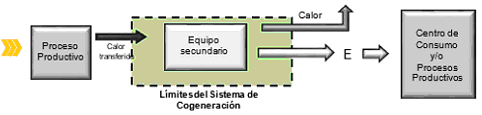 Calor
Proceso
Productivo
Calor
transferido
Equipo
secundario
E
Centro de
Consumo
y/o
Procesos
Productivos
Límites del Sistema de
Cogeneración